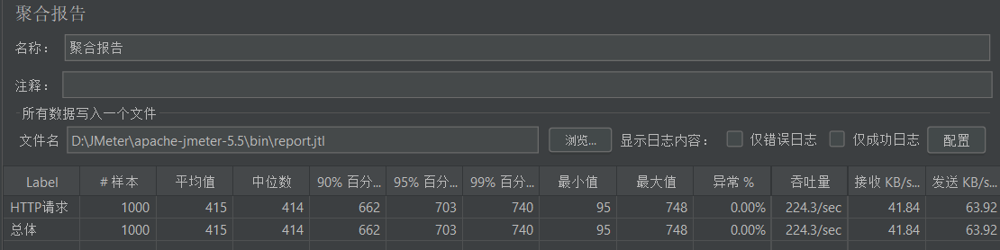 聚合报告
名称： 聚合报告
注释：
所有数据写入一个文件
文件名 D:\JMeter\apache-jmeter-5.5\bin\report.jtl 浏览... 显示日志内容： 仅错误日志 仅成功日志 配置
Label # 样本 平均值 中位数 90% 百分... 95% 百分... 99% 百分... 最小值 最大值 异常 % 吞吐量 接收 KB/s... 发送 KB/s...
HTTP请求 1000 415 414 662 703 740 95 748 0.00% 224.3/sec 41.84 63.92
总体 1000 415 414 662 703 740 95 748 0.00% 224.3/sec 41.84 63.92